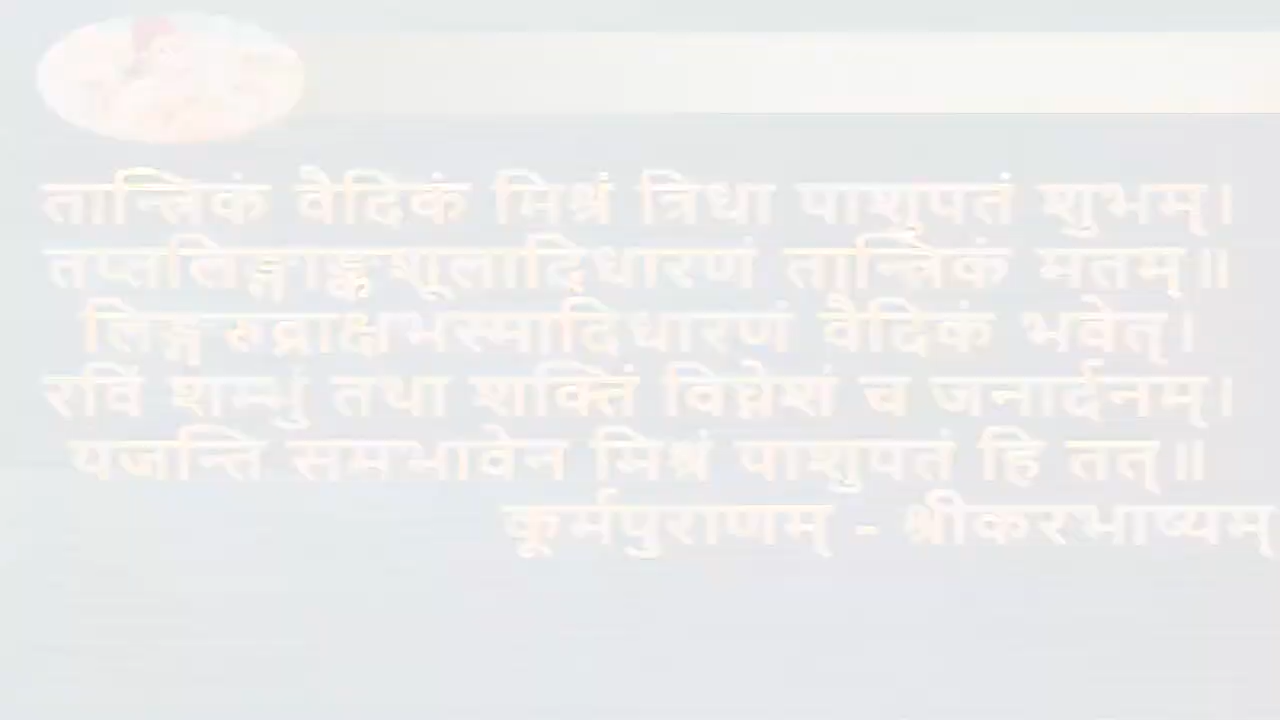 तान्त्रिकं वैदिकं मिश्रं त्रिधा पाशुपतं शुभम्।
तप्तलिङ्गाङ्कशूलादिधारणं तान्त्रिकं मतम्॥
लिङ्ग रुद्राक्षभस्मादिधारणं वैदिकं भवेत्।
रविं शम्भुं तथा शक्तिं विघ्नेशं च जनार्दनम्।
यजन्ति समभावेन मिश्रं पाशुपतं हि तत्॥
कूर्मपुराणम् - श्रीकरभाष्यम्